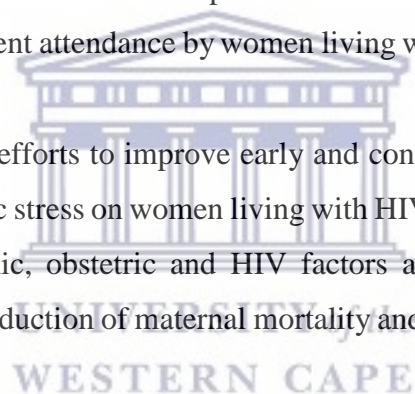 ent attendance by women living w
efforts to improve early and con
c stress on women living with HIV
ic, obstetric and HIV factors a
UNIVERSITY of the
duction of maternal mortality and
WESTERN CAPE